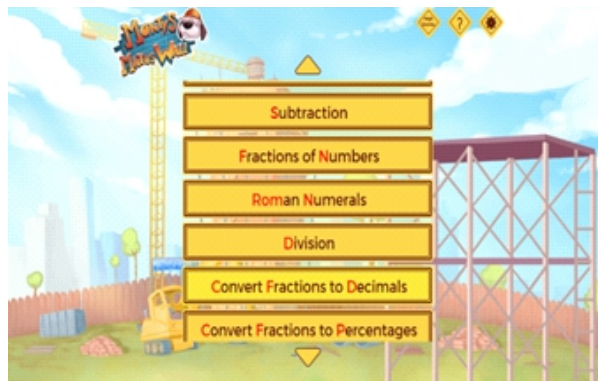 ?
Subtraction
Fractions of Numbers
Roman Numerals
Division
Convert Fractions to Decimals
Convert Fractions to Percentages